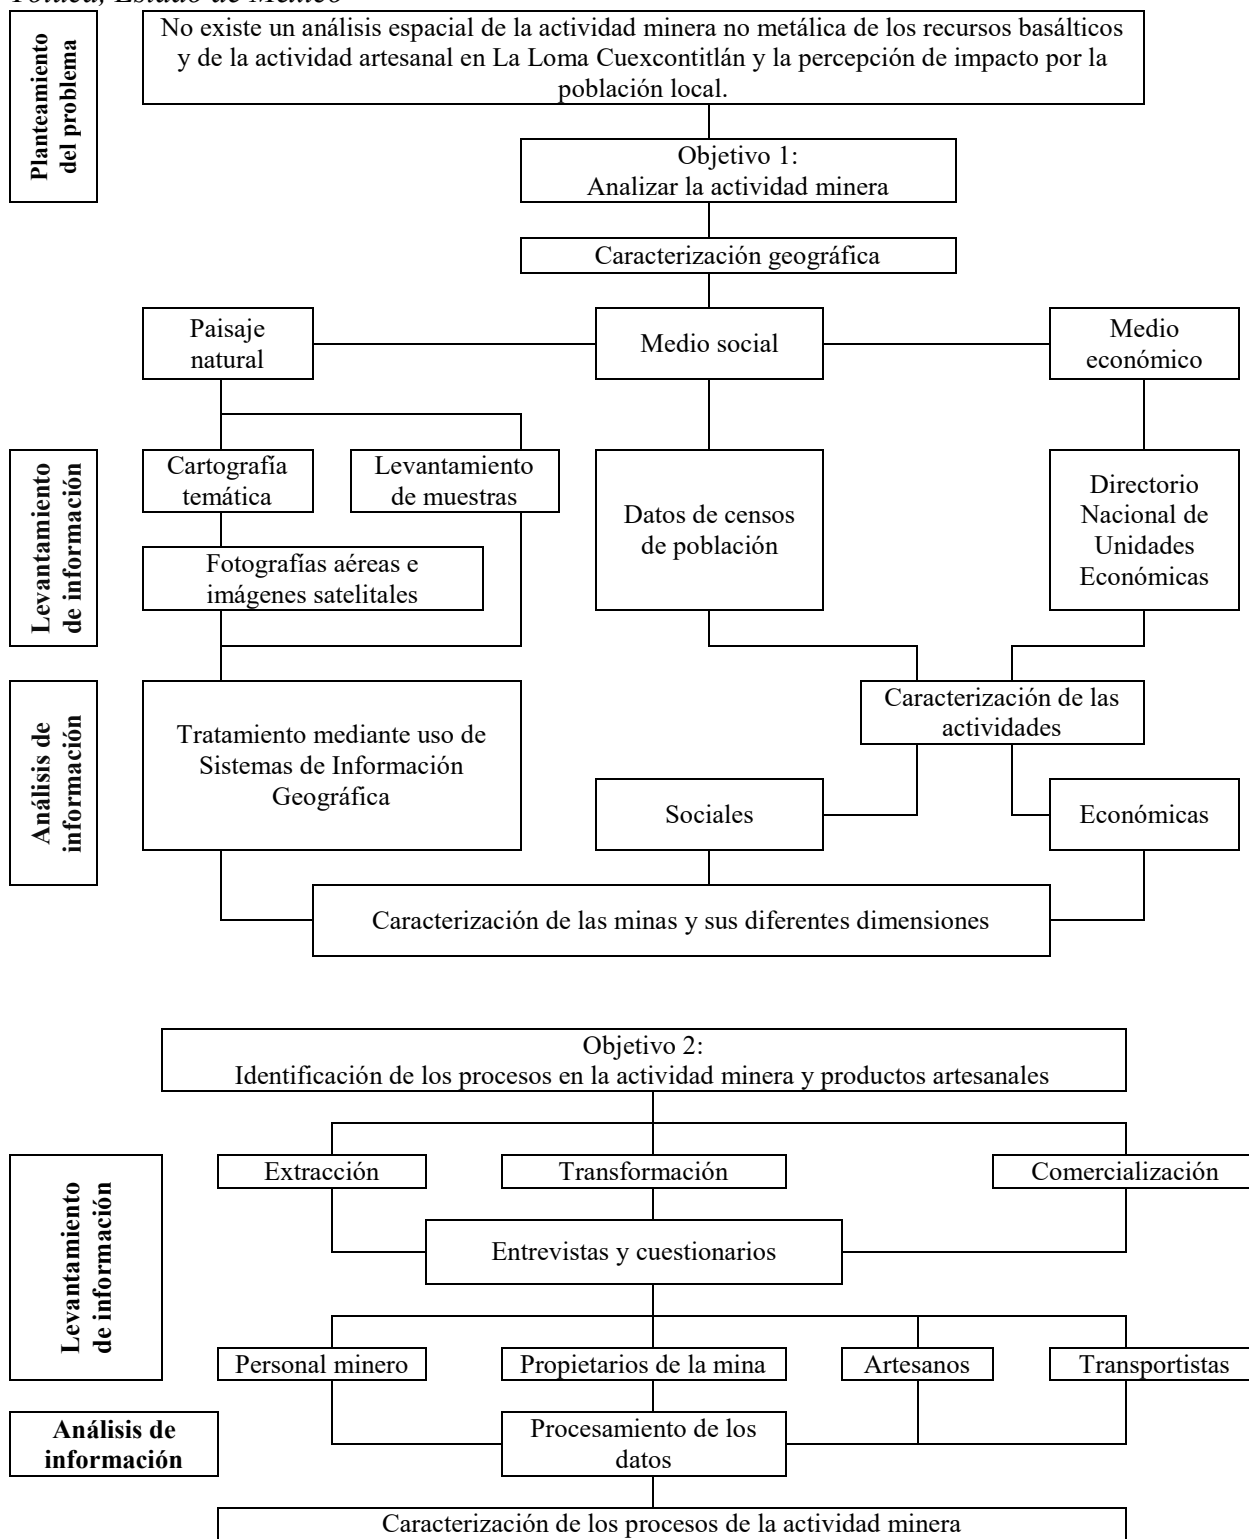 Toluca, Estado de México
Planteamiento
del problema
No existe un análisis espacial de la actividad minera no metálica de los recursos basálticos
y de la actividad artesanal en La Loma Cuexcontitlán y la percepción de impacto por la
población local.
Objetivo 1:
Analizar la actividad minera
Caracterización geográfica
Paisaje
natural
Medio social
Medio
económico
Levantamiento
de información
Cartografía
temática
Levantamiento
de muestras
Fotografías aéreas e
imágenes satelitales
Datos de censos
de población
Directorio
Nacional de
Unidades
Económicas
Análisis de
información
Tratamiento mediante uso de
Sistemas de Información
Geográfica
Caracterización de las
actividades
Sociales
Económicas
Caracterización de las minas y sus diferentes dimensiones
Objetivo 2:
Identificación de los procesos en la actividad minera y productos artesanales
Levantamiento
de información
Extracción
Transformación
Comercialización
Entrevistas y cuestionarios
Personal minero
Propietarios de la mina
Artesanos
Transportistas
Análisis de
información
Procesamiento de los
datos
Caracterización de los procesos de la actividad minera